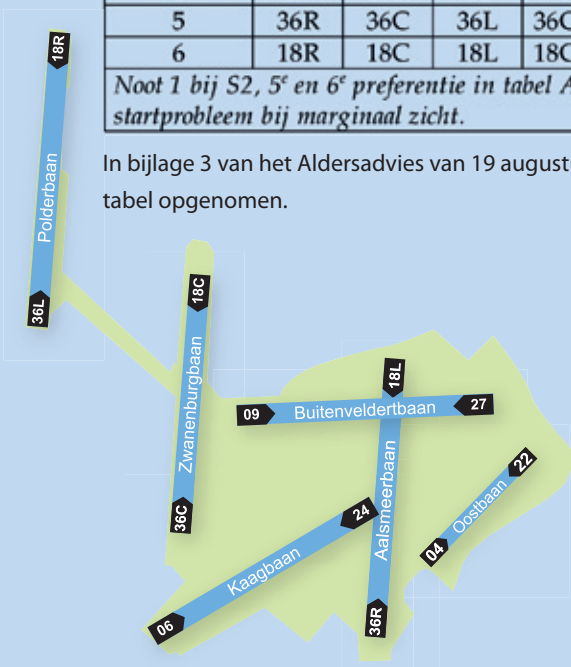 5 36R 36C 36L 36C
6 18R 18C 18L 18C
Noot 1 bij S2, 5e en 6e preferentie in tabel A
startprobleem bij marginaal zicht.
In bijlage 3 van het Aldersadvies van 19 august
tabel opgenomen.
18R
Polderbaan
36L
18C
Zwanenburgbaan
36C
18L
09 Buitenveldertbaan 27
Aalsmeerbaan
36R
24
Kaagbaan
06
22
Oostbaan
04